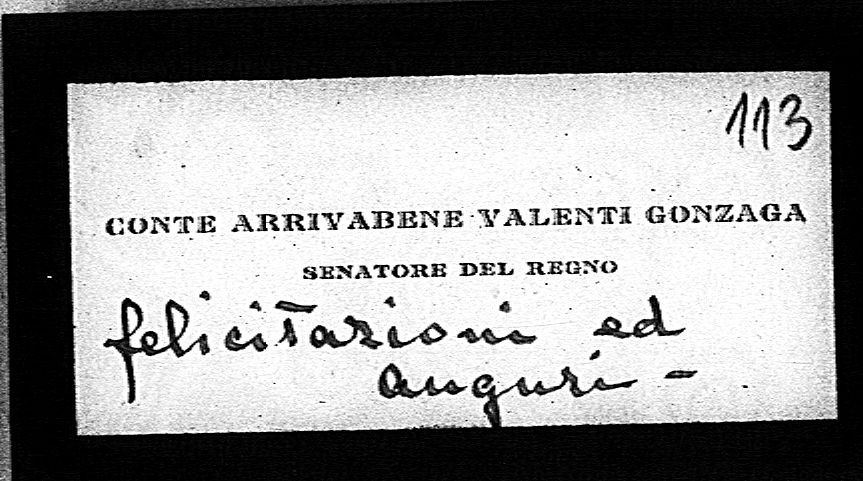 113
CONTE ARRIVABENE VALENTI GONZAGA
SENATORE DEL REGNO
felicitazioni ed
auguri -